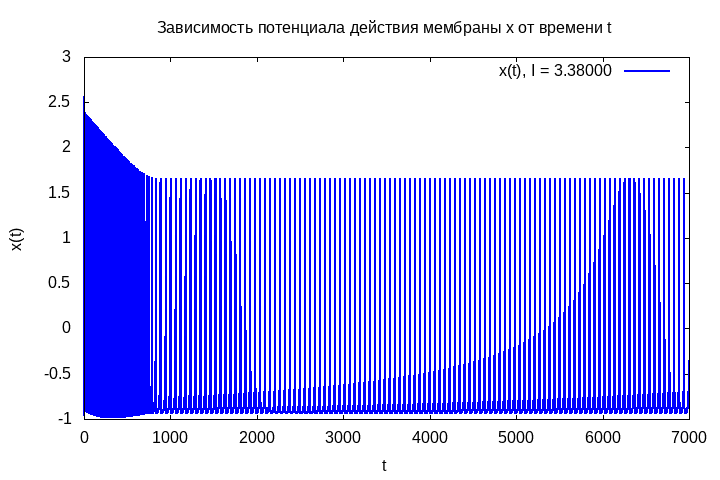 Зависимость потенциала действия мембраны x от времени t
x(t), I = 3.38000
3
2.5
2
1.5
1
0.5
0
-0.5
-1
x(t)
0 1000 2000 3000 4000 5000 6000 7000
t